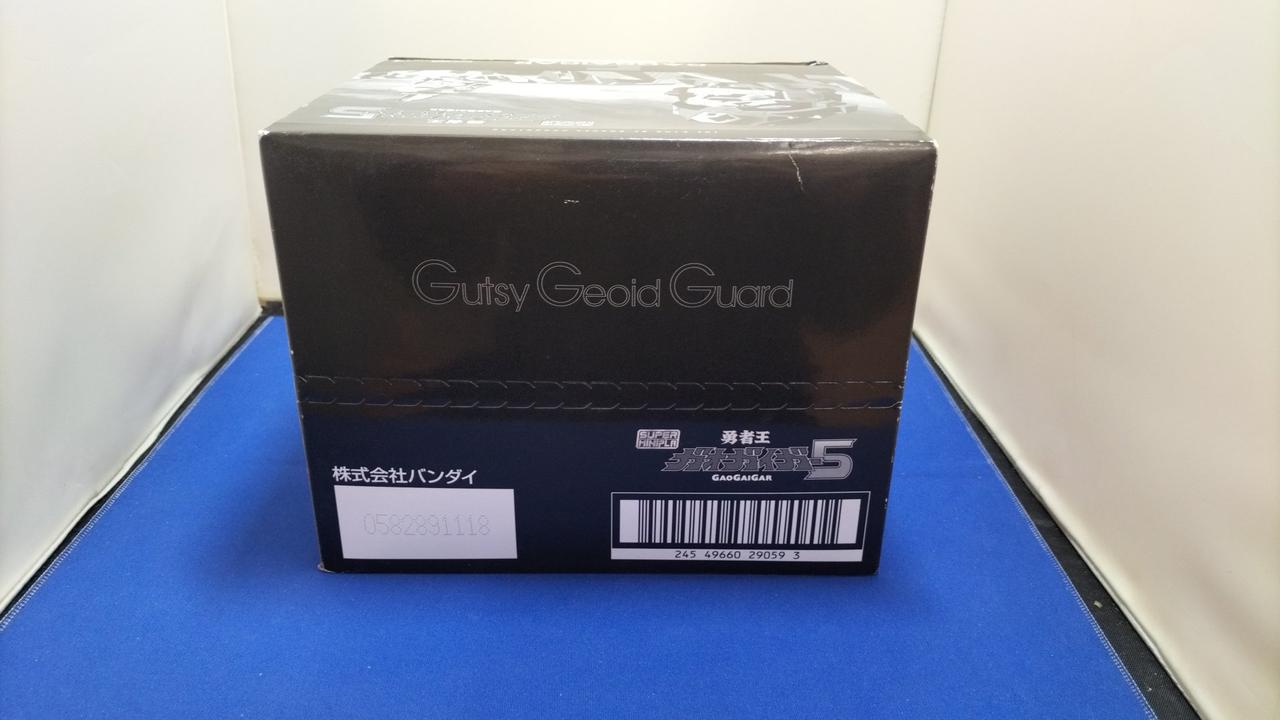 Gutsy Geoid Guard
SUPER MINIPLA
勇者王
ガオガイガー5
GAOGAIGAR
株式会社バンダイ
0582891118
245 49660 29059 3